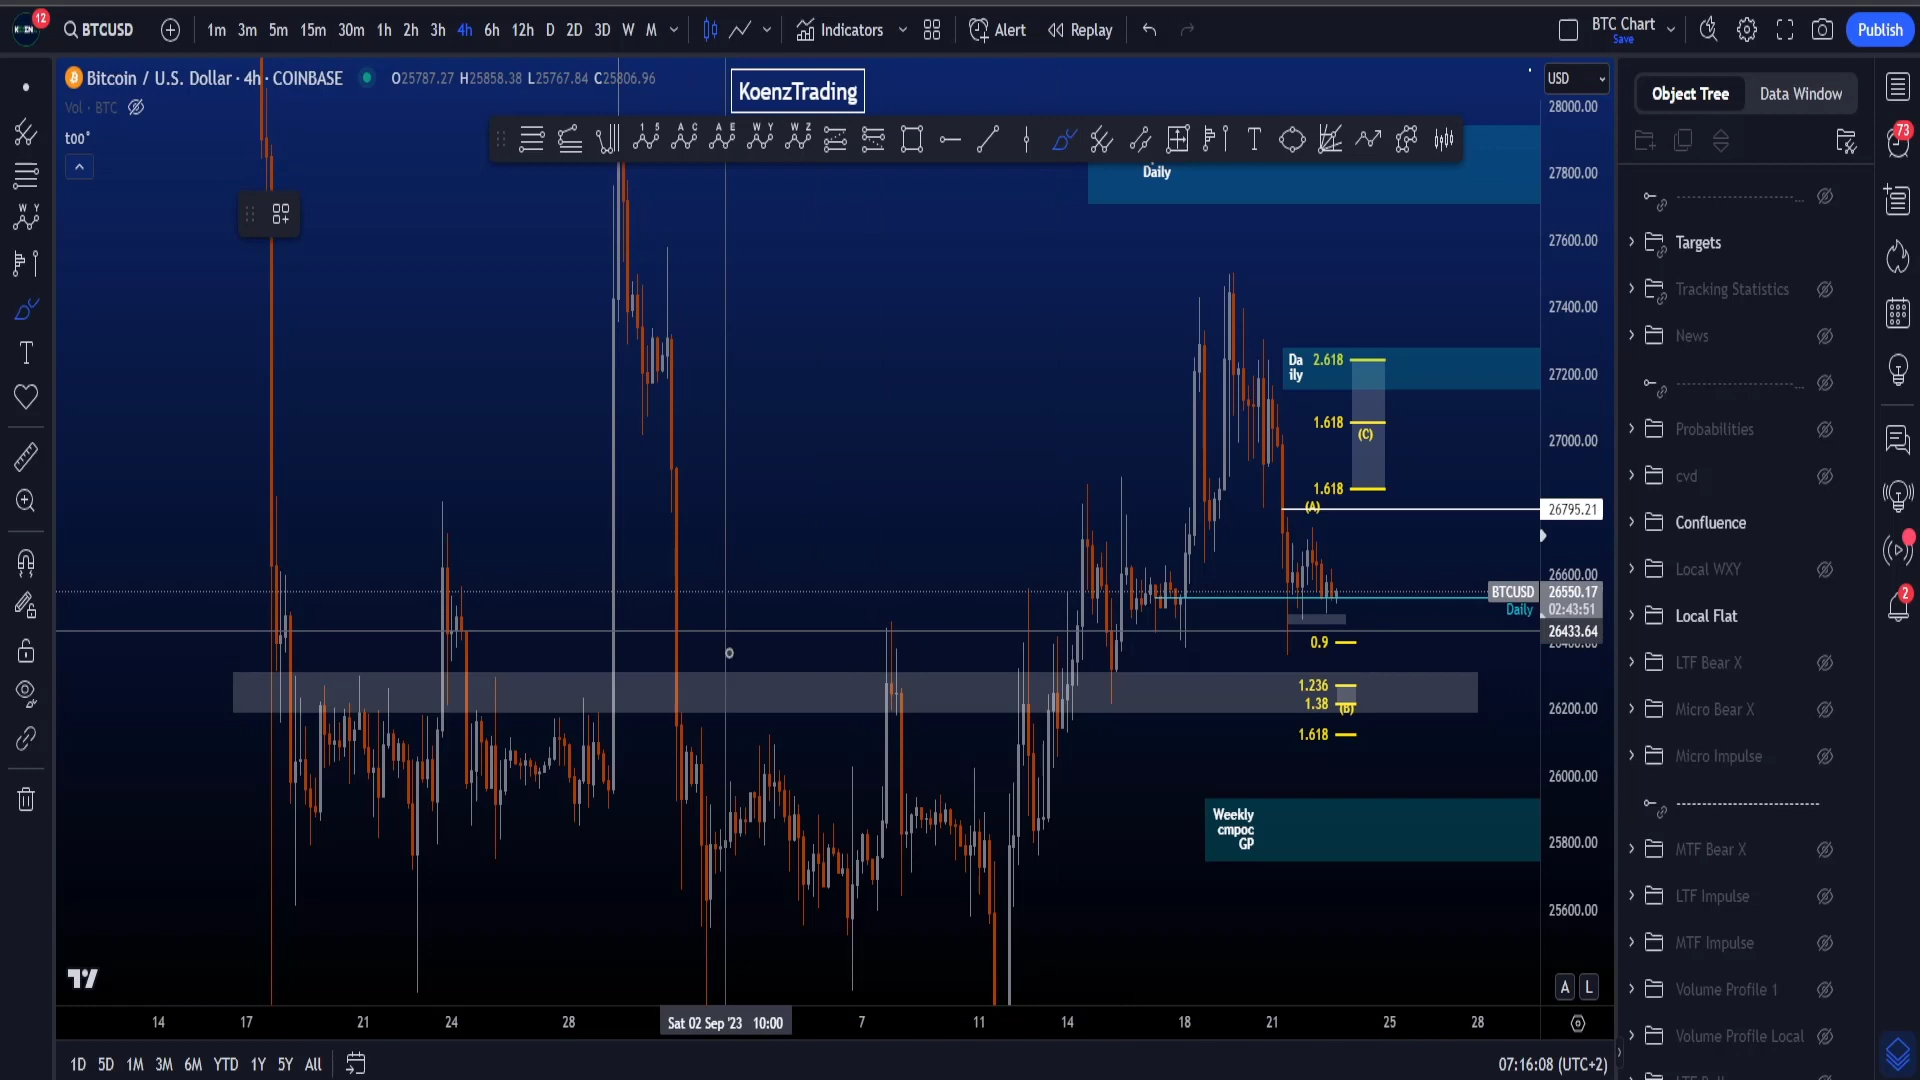 12
BTCUSD
1m 3m 5m 15m 30m 1h 2h 3h 4h 6h 12h D 2D 3D W M
Indicators
Alert
Replay
BTC Chart
Save
Publish
Bitcoin / U.S. Dollar · 4h · COINBASE
O25787.27 H25858.38 L25767.84 C25806.96
KoenzTrading
USD
Vol · BTC
too°
Object Tree
Data Window
28000.00
27800.00
27600.00
27400.00
27200.00
27000.00
26795.21
26600.00
BTCUSD
26550.17
02:43:51
Daily
26433.64
26200.00
26000.00
25800.00
25600.00
Daily
Da
ily
2.618
1.618
(C)
1.618
(A)
0.9
1.236
1.38
(B)
1.618
Weekly
cmpoc
GP
A L
14 17 21 24 28
Sat 02 Sep '23 10:00
7 11 14 18 21 25 28
1D 5D 1M 3M 6M YTD 1Y 5Y All
07:16:08 (UTC+2)
Targets
Tracking Statistics
News
Probabilities
cvd
Confluence
Local WXY
Local Flat
LTF Bear X
Micro Bear X
Micro Impulse
MTF Bear X
LTF Impulse
MTF Impulse
Volume Profile 1
Volume Profile Local
73
2